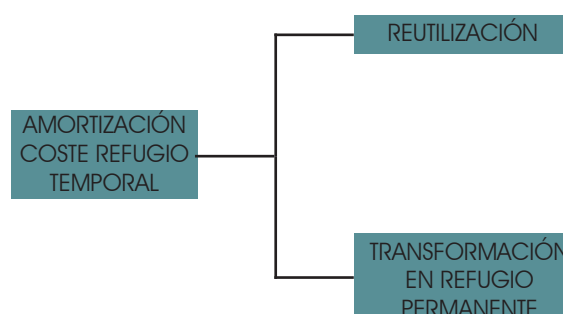 REUTILIZACIÓN
AMORTIZACIÓN
COSTE REFUGIO
TEMPORAL
TRANSFORMACIÓN
EN REFUGIO
PERMANENTE